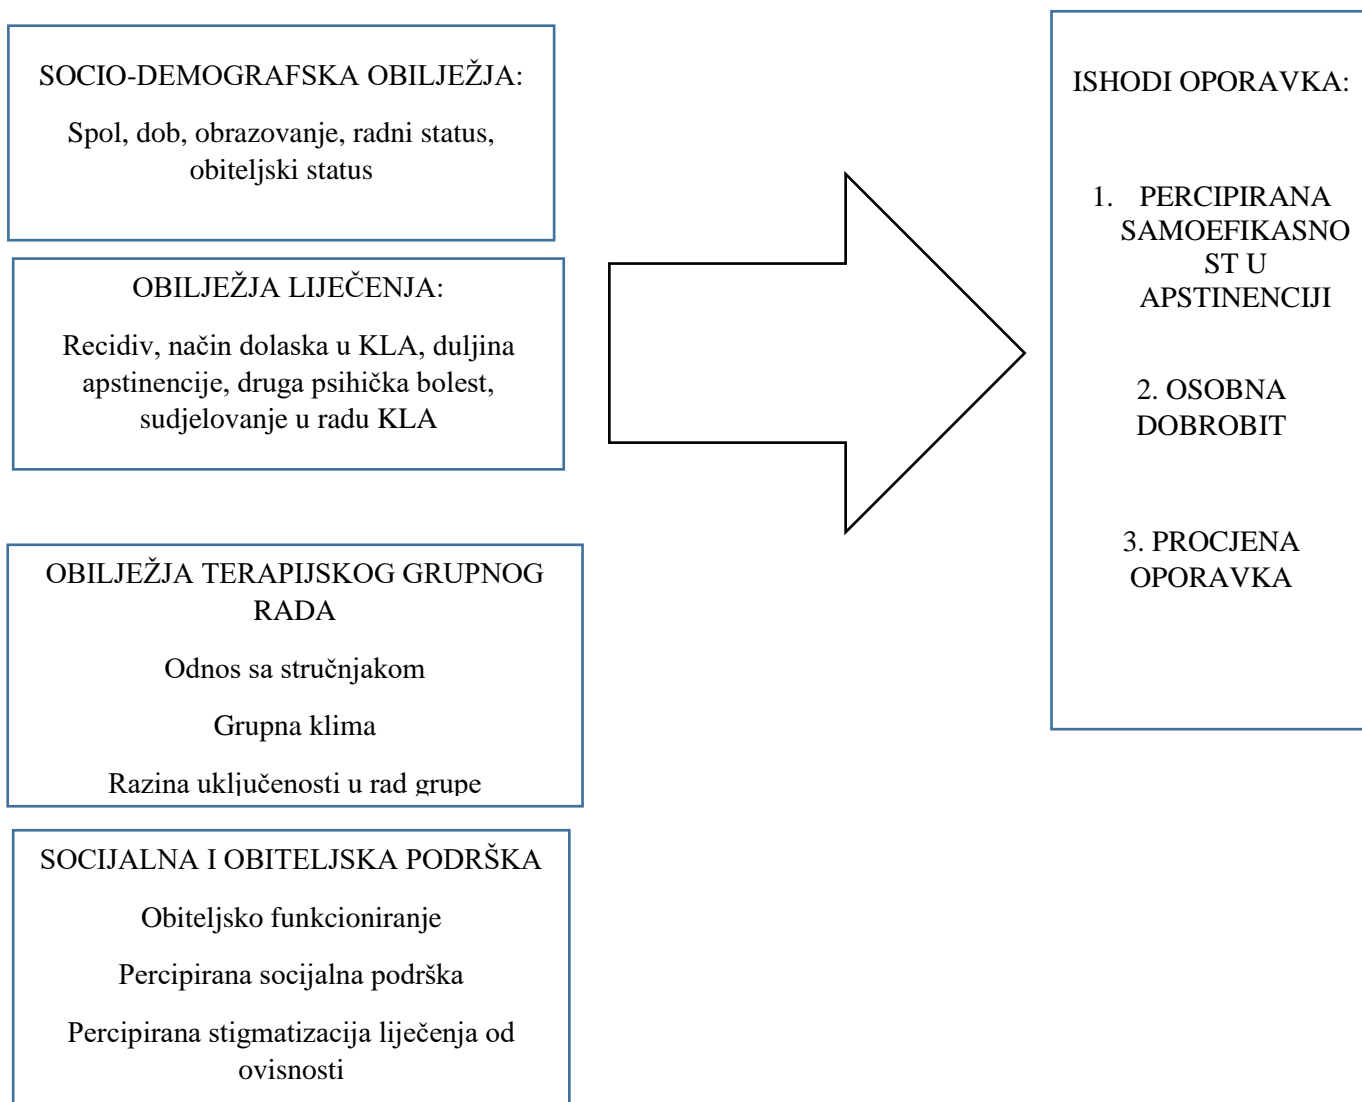 SOCIO-DEMOGRAFSKA OBILJEŽJA:
Spol, dob, obrazovanje, radni status,
obiteljski status
OBILJEŽJA LIJEČENJA:
Recidiv, način dolaska u KLA, duljina
apstinencije, druga psihička bolest,
sudjelovanje u radu KLA
OBILJEŽJA TERAPIJSKOG GRUPNOG
RADA
Odnos sa stručnjakom
Grupna klima
Razina uključenosti u rad grupe
SOCIJALNA I OBITELJSKA PODRŠKA
Obiteljsko funkcioniranje
Percipirana socijalna podrška
Percipirana stigmatizacija liječenja od
ovisnosti
ISHODI OPORAVKA:
1. PERCIPIRANA
SAMOEFIKASNO
ST U
APSTINENCIJI
2. OSOBNA
DOBROBIT
3. PROCJENA
OPORAVKA